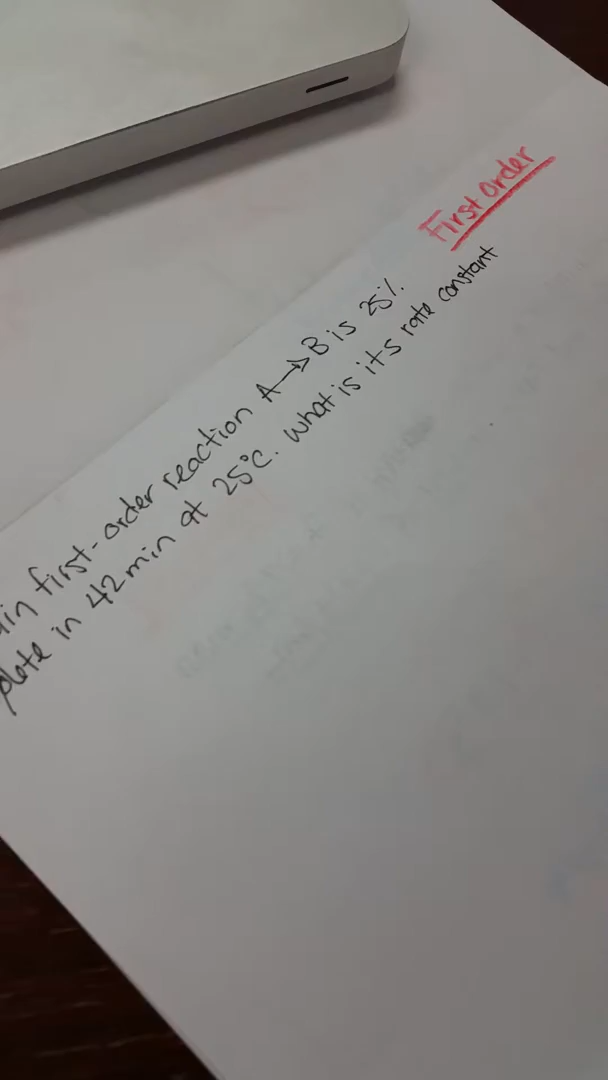 First Order
in first-order reaction A→B is 25%
plete in 42 min at 25°C. What is its rate constant